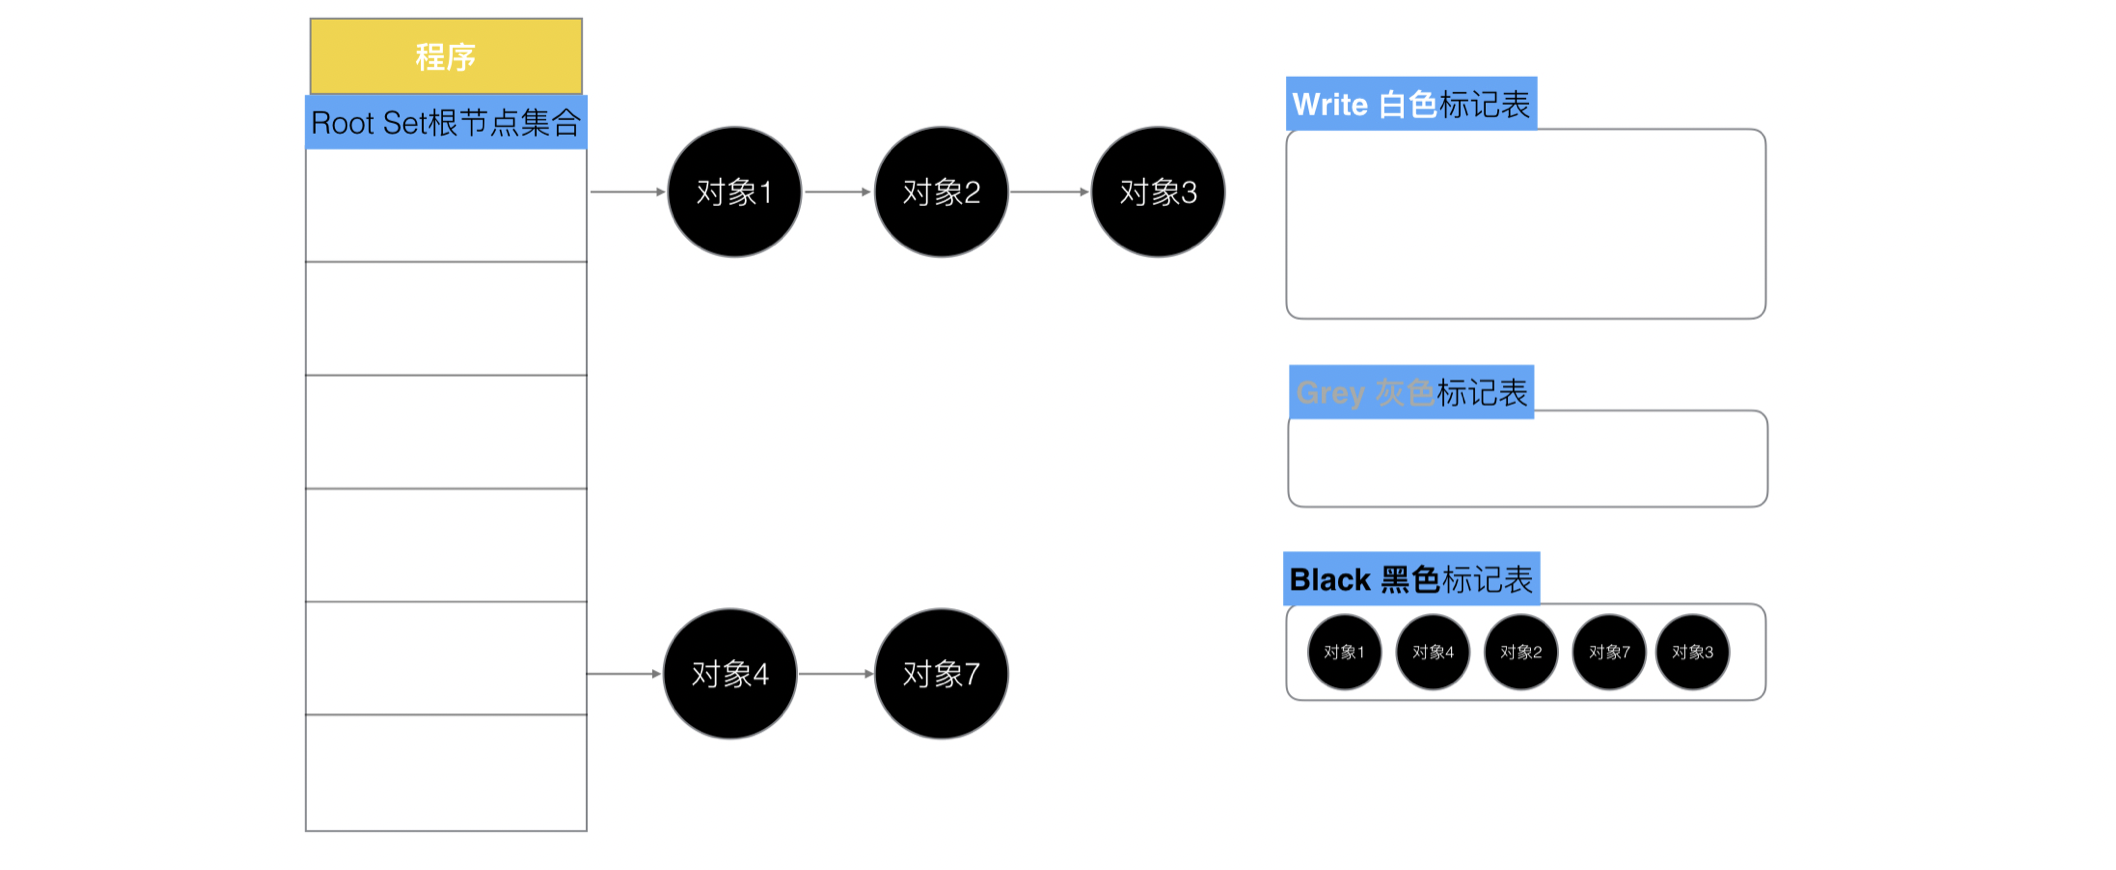 程序
Root Set根节点集合
对象1
对象2
对象3
对象4
对象7
Write 白色标记表
Grey 灰色标记表
Black 黑色标记表
对象1
对象4
对象2
对象7
对象3